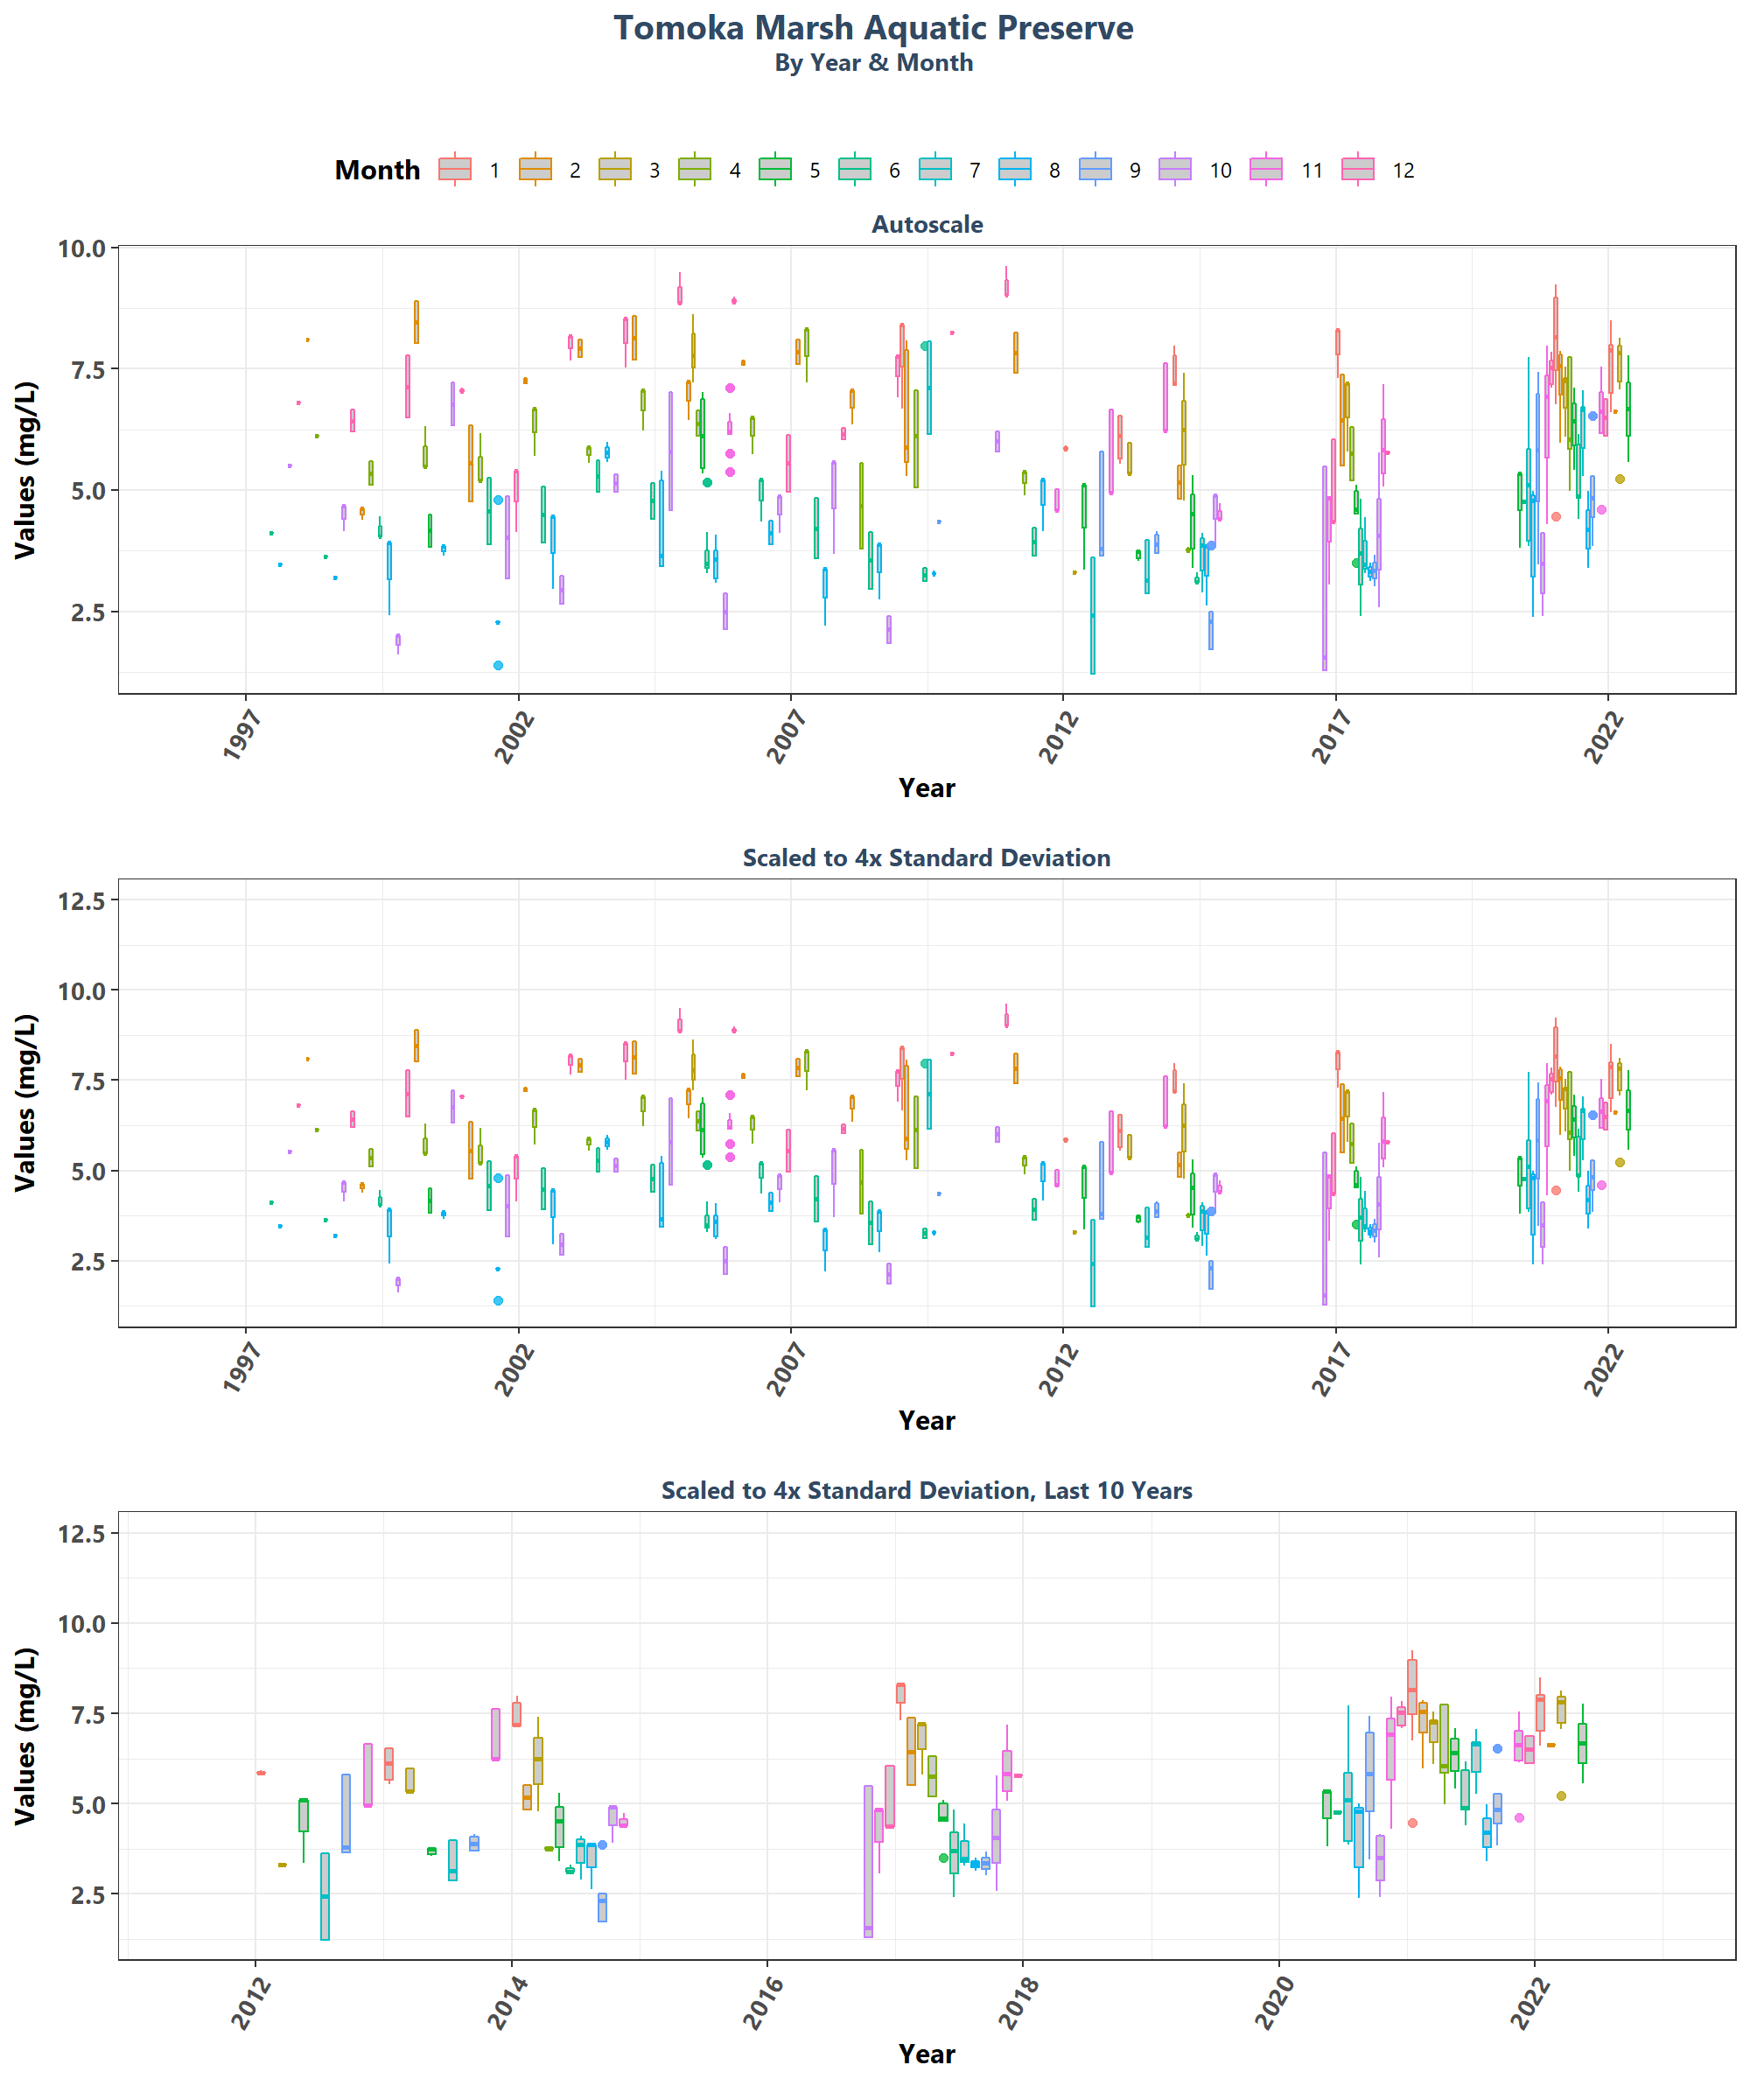 Tomoka Marsh Aquatic Preserve
By Year & Month
Month 1 2 3 4 5 6 7 8 9 10 11 12
Autoscale
Values (mg/L)
10.0
7.5
5.0
2.5
1997 2002 2007 2012 2017 2022
Year
Scaled to 4x Standard Deviation
Values (mg/L)
12.5
10.0
7.5
5.0
2.5
1997 2002 2007 2012 2017 2022
Year
Scaled to 4x Standard Deviation, Last 10 Years
Values (mg/L)
12.5
10.0
7.5
5.0
2.5
2012 2014 2016 2018 2020 2022
Year